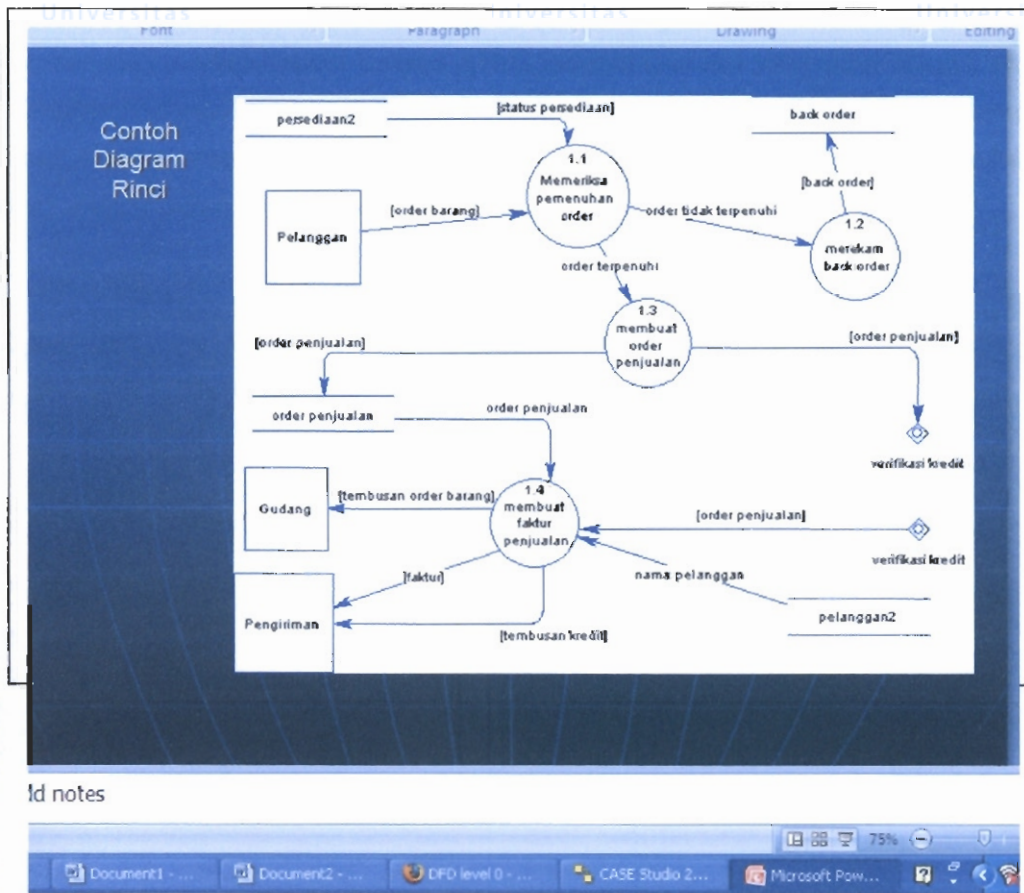 Universitas
Universitas
Universi
Font
Paragraph
Drawing
Editing
Contoh
Diagram
Rinci
persediaan2
[status persediaan]
back order
1.1
Memeriksa
pemenuhan
order
[back order]
Pelanggan
[order barang]
order tidak terpenuhi
1.2
merekam
back order
order terpenuhi
1.3
membuat
order
penjualan
[order penjualan]
[order penjualan]
order penjualan
order penjualan
verifikasi kredit
Gudang
[tembusan order barang]
1.4
membuat
faktur
penjualan
[order penjualan]
verifikasi kredit
[faktur]
nama pelanggan
Pengiriman
pelanggan2
[tembusan kredit]
dd notes
75%
Document1 - ...
Document2 - ...
DFD level 0 - ...
CASE Studio 2...
Microsoft Pow...